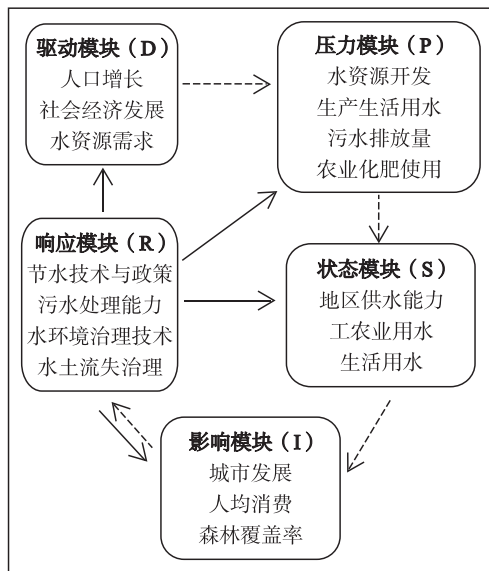 驱动模块（D）
人口增长
社会经济发展
水资源需求
压力模块（P）
水资源开发
生产生活用水
污水排放量
农业化肥使用
响应模块（R）
节水技术与政策
污水处理能力
水环境治理技术
水土流失治理
状态模块（S）
地区供水能力
工农业用水
生活用水
影响模块（I）
城市发展
人均消费
森林覆盖率